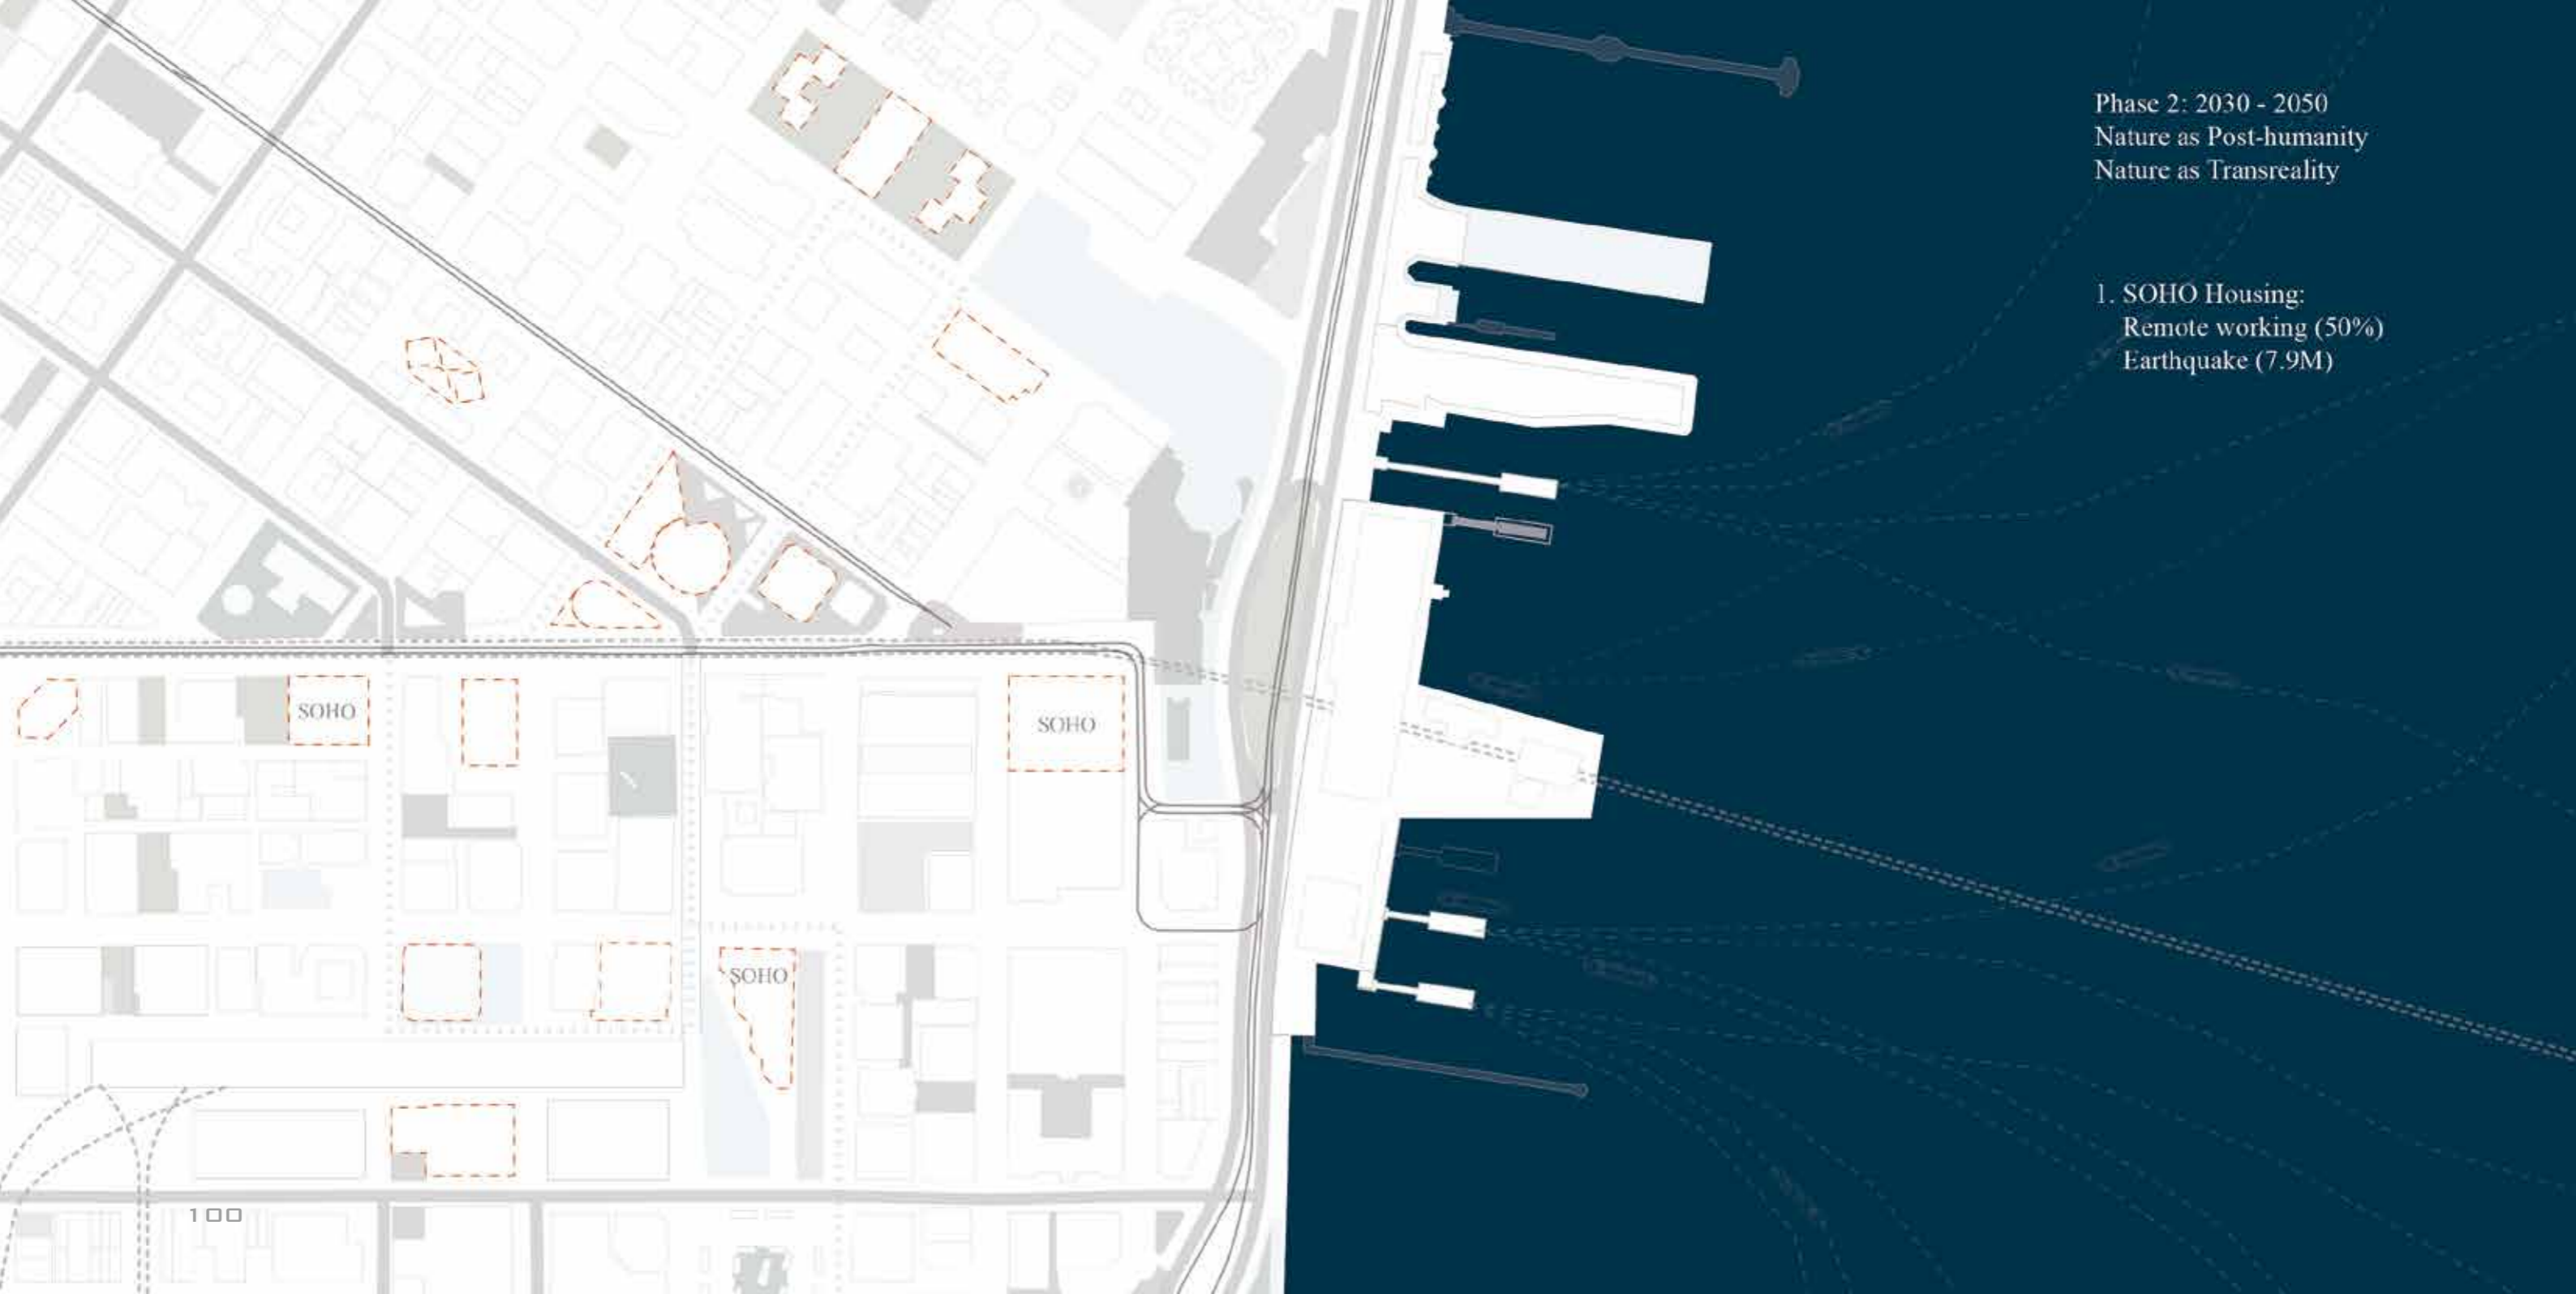 Phase 2: 2030 - 2050
Nature as Post-humanity
Nature as Transreality
1. SOHO Housing:
Remote working (50%)
Earthquake (7.9M)
SOHO
SOHO
SOHO
100